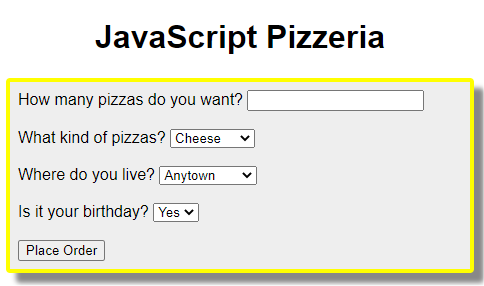 JavaScript Pizzeria
How many pizzas do you want?
What kind of pizzas? Cheese
Where do you live? Anytown
Is it your birthday? Yes
Place Order